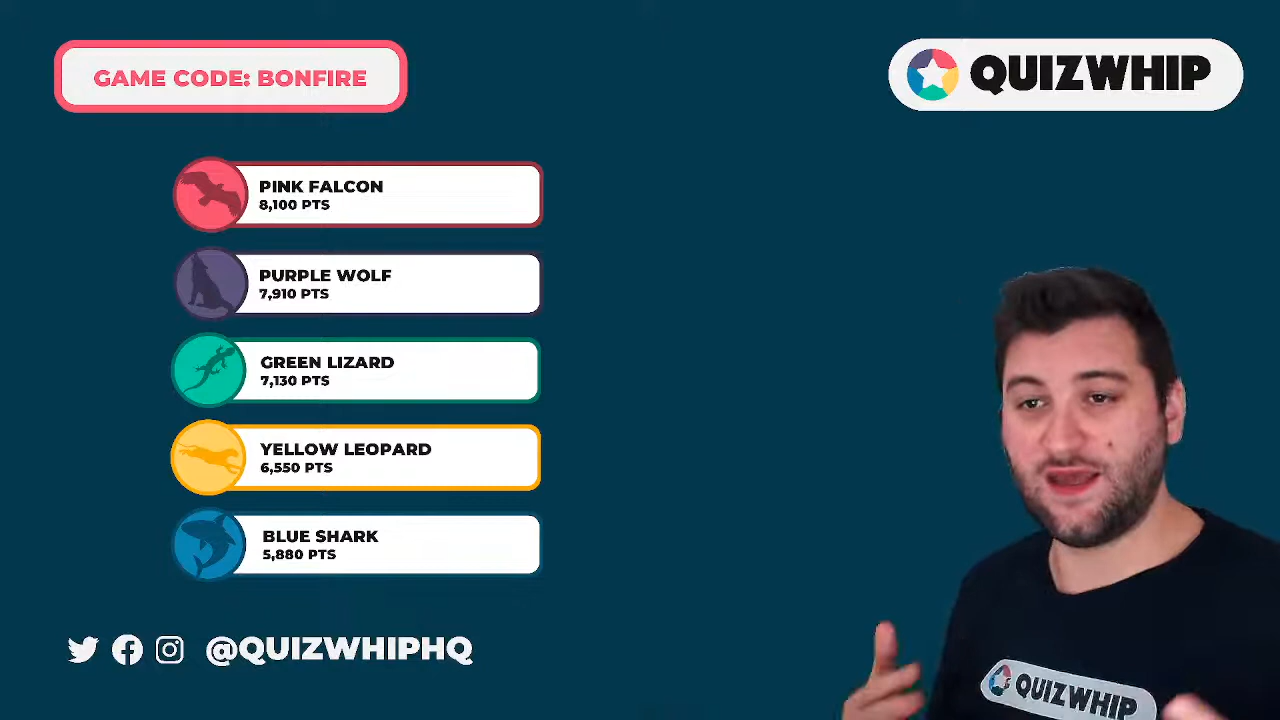 GAME CODE: BONFIRE
QUIZWHIP
PINK FALCON
8,100 PTS
PURPLE WOLF
7,910 PTS
GREEN LIZARD
7,130 PTS
YELLOW LEOPARD
6,550 PTS
BLUE SHARK
5,880 PTS
@QUIZWHIPHQ
QUIZWHIP